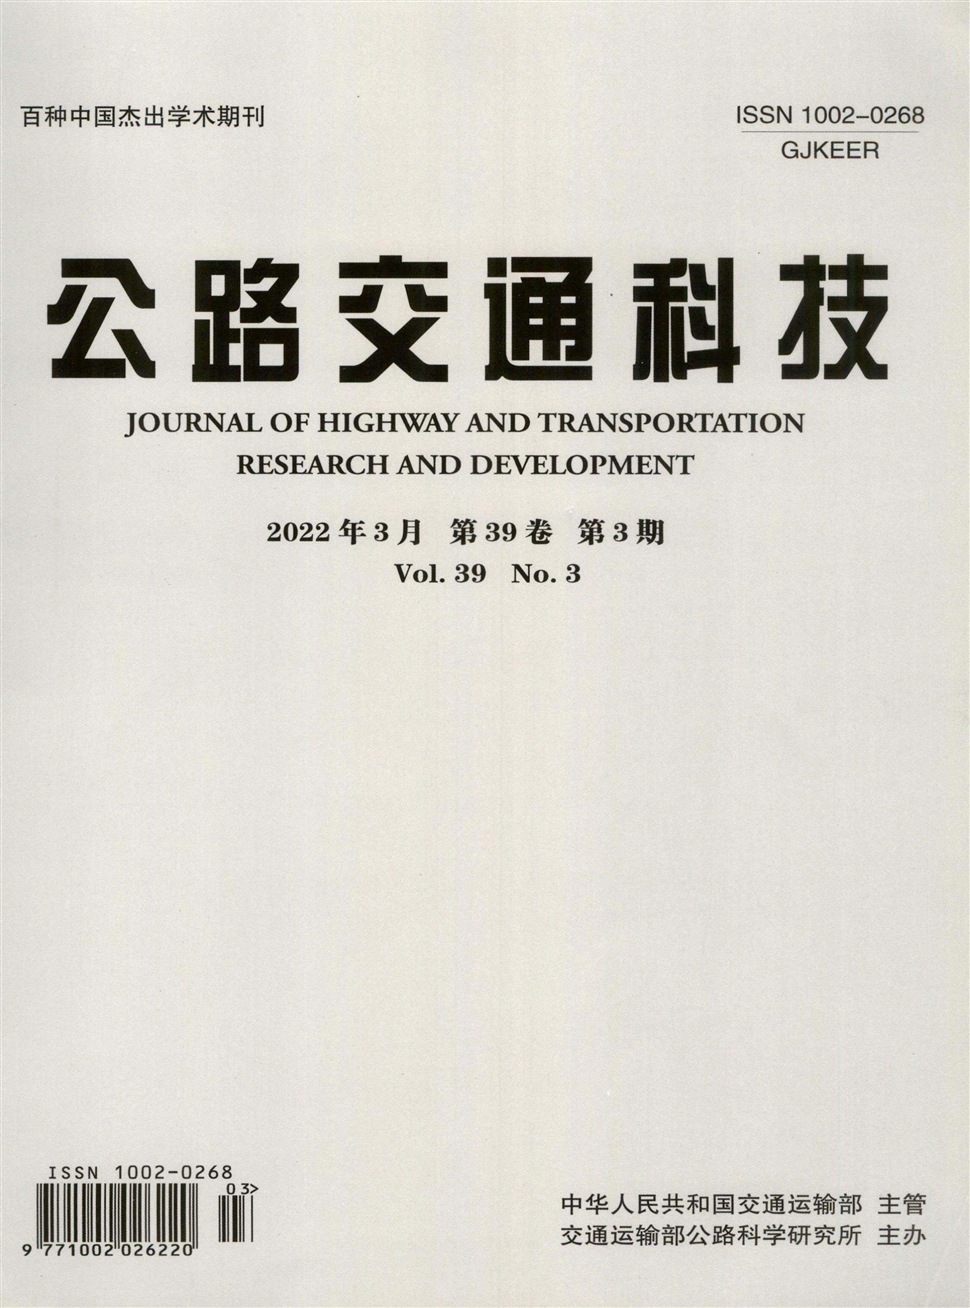 百种中国杰出学术期刊
ISSN 1002-0268
GJKEER
公路交通科技
JOURNAL OF HIGHWAY AND TRANSPORTATION
RESEARCH AND DEVELOPMENT
2022年3月 第39卷 第3期
Vol. 39 No. 3
ISSN 1002-0268
03>
9 771002 026220
中华人民共和国交通运输部 主管
交通运输部公路科学研究所 主办